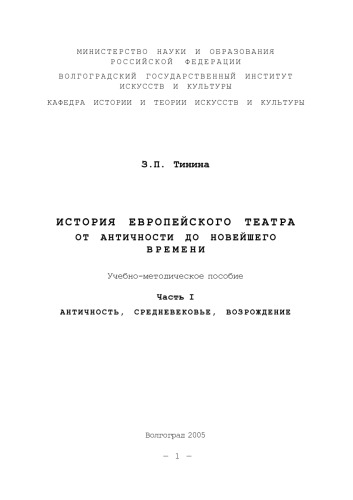 МИНИСТЕРСТВО НАУКИ И ОБРАЗОВАНИЯ
РОССИЙСКОЙ ФЕДЕРАЦИИ
ВОЛГОГРАДСКИЙ ГОСУДАРСТВЕННЫЙ ИНСТИТУТ
ИСКУССТВ И КУЛЬТУРЫ
КАФЕДРА ИСТОРИИ И ТЕОРИИ ИСКУССТВ И КУЛЬТУРЫ
З.П. Тинина
ИСТОРИЯ ЕВРОПЕЙСКОГО ТЕАТРА
ОТ АНТИЧНОСТИ ДО НОВЕЙШЕГО
ВРЕМЕНИ
Учебно-методическое пособие
Часть I
АНТИЧНОСТЬ, СРЕДНЕВЕКОВЬЕ, ВОЗРОЖДЕНИЕ
Волгоград 2005
— 1 —